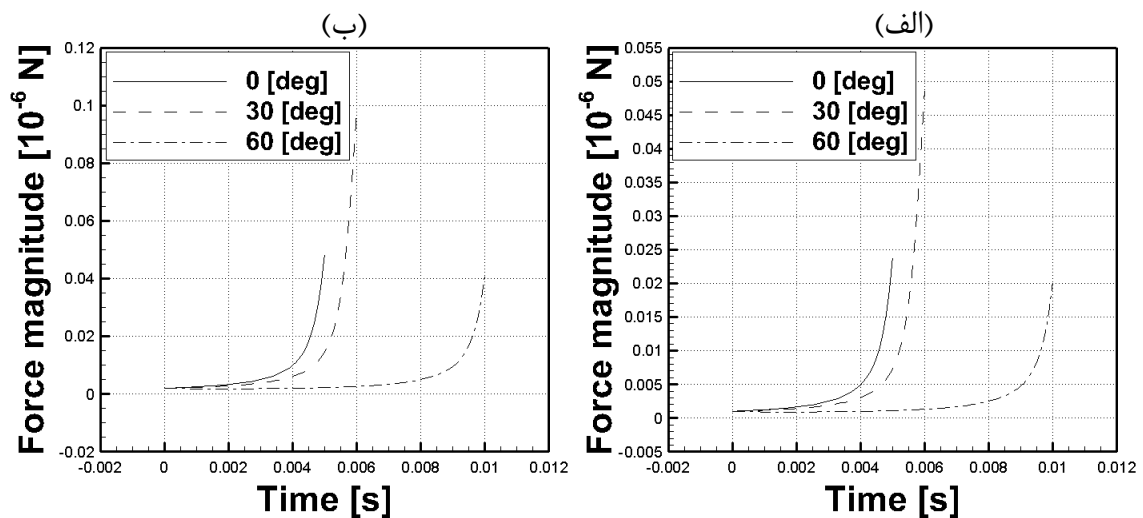 (ب)
0.12
0.1
0.08
0.06
0.04
0.02
0
-0.02
Force magnitude [10⁻⁶ N]
0 [deg]
30 [deg]
60 [deg]
-0.002 0 0.002 0.004 0.006 0.008 0.01 0.012
Time [s]
(الف)
0.055
0.05
0.045
0.04
0.035
0.03
0.025
0.02
0.015
0.01
0.005
0
-0.005
Force magnitude [10⁻⁶ N]
0 [deg]
30 [deg]
60 [deg]
-0.002 0 0.002 0.004 0.006 0.008 0.01 0.012
Time [s]